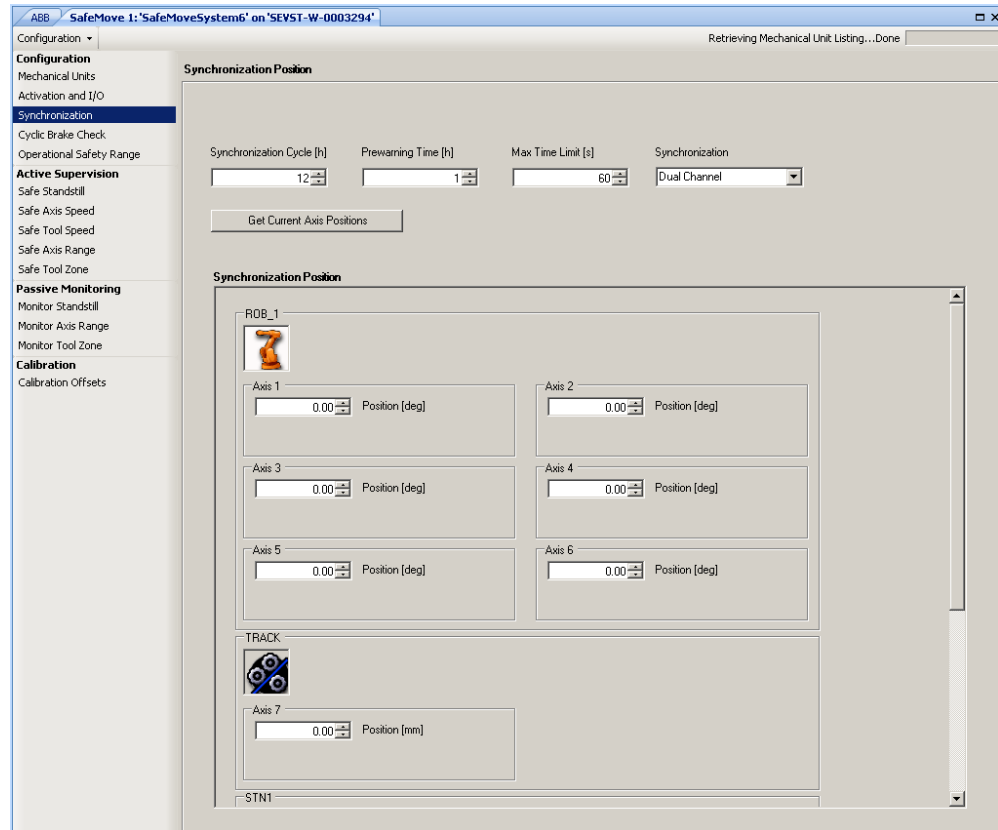 ABB SafeMove 1: 'SafeMoveSystem6' on 'SEVST-W-0003294'
Configuration Retrieving Mechanical Unit Listing...Done
Configuration
Mechanical Units
Activation and I/O
Synchronization
Cyclic Brake Check
Operational Safety Range
Active Supervision
Safe Standstill
Safe Axis Speed
Safe Tool Speed
Safe Axis Range
Safe Tool Zone
Passive Monitoring
Monitor Standstill
Monitor Axis Range
Monitor Tool Zone
Calibration
Calibration Offsets
Synchronization Position
Synchronization Cycle [h] Prewarning Time [h] Max Time Limit [s] Synchronization
12 1 60 Dual Channel
Get Current Axis Positions
Synchronization Position
ROB_1
Axis 1 Axis 2
0.00 Position [deg] 0.00 Position [deg]
Axis 3 Axis 4
0.00 Position [deg] 0.00 Position [deg]
Axis 5 Axis 6
0.00 Position [deg] 0.00 Position [deg]
TRACK
Axis 7
0.00 Position [mm]
STN1